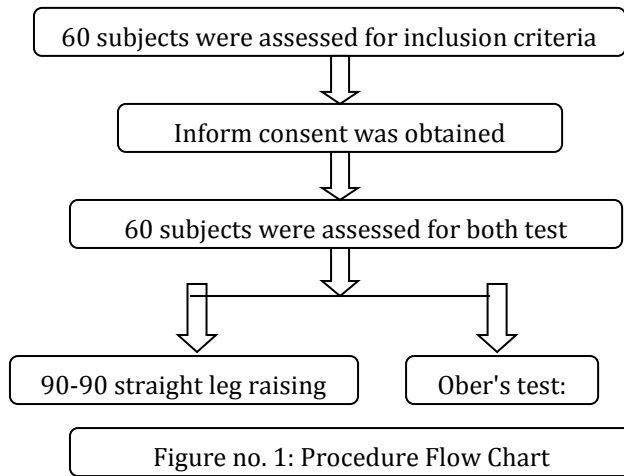 60 subjects were assessed for inclusion criteria
Inform consent was obtained
60 subjects were assessed for both test
90-90 straight leg raising
Ober's test:
Figure no. 1: Procedure Flow Chart